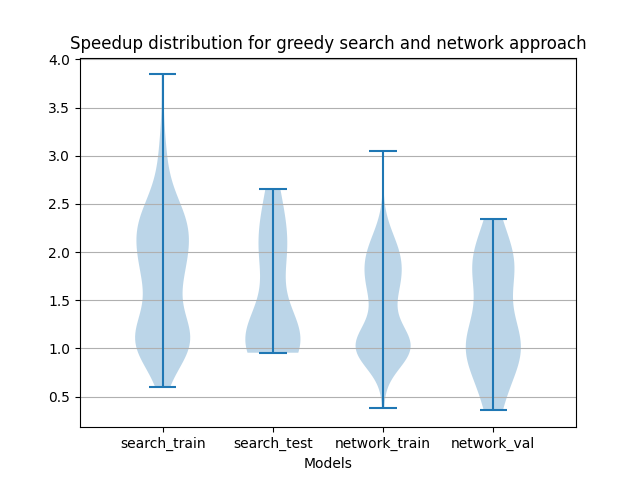 Speedup distribution for greedy search and network approach
4.0
3.5
3.0
2.5
2.0
1.5
1.0
0.5
search_train search_test network_train network_val
Models